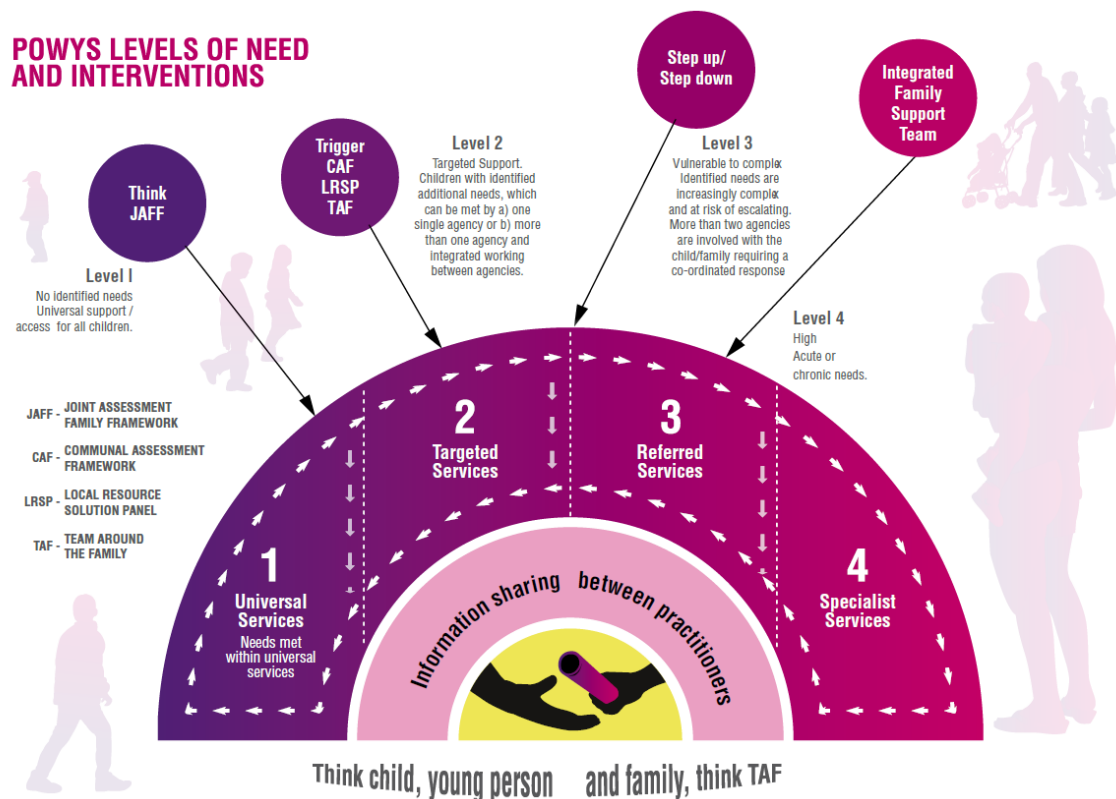 POWYS LEVELS OF NEED
AND INTERVENTIONS
Think
JAFF
Level I
No identified needs
Universal support /
access for all children.
Trigger
CAF
LRSP
TAF
Level 2
Targeted Support.
Children with identified
additional needs, which
can be met by a) one
single agency or b) more
than one agency and
integrated working
between agencies.
Step up/
Step down
Level 3
Vulnerable to complex
Identified needs are
increasingly complex
and at risk of escalating.
More than two agencies
are involved with the
child/family requiring a
co-ordinated response
Integrated
Family
Support
Team
Level 4
High
Acute or
chronic needs.
JAFF - JOINT ASSESSMENT
FAMILY FRAMEWORK
CAF - COMMUNAL ASSESSMENT
FRAMEWORK
LRSP - LOCAL RESOURCE
SOLUTION PANEL
TAF - TEAM AROUND
THE FAMILY
1
Universal
Services
Needs met
within universal
services
2
Targeted
Services
3
Referred
Services
4
Specialist
Services
Information sharing between practitioners
Think child, young person and family, think TAF